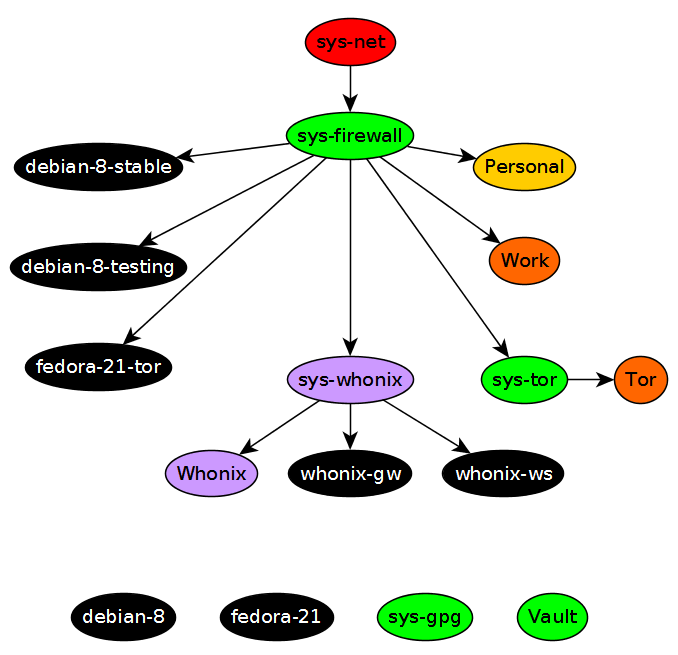 sys-net
sys-firewall
debian-8-stable
Personal
Work
debian-8-testing
fedora-21-tor
sys-whonix
sys-tor
Tor
Whonix
whonix-gw
whonix-ws
debian-8
fedora-21
sys-gpg
Vault